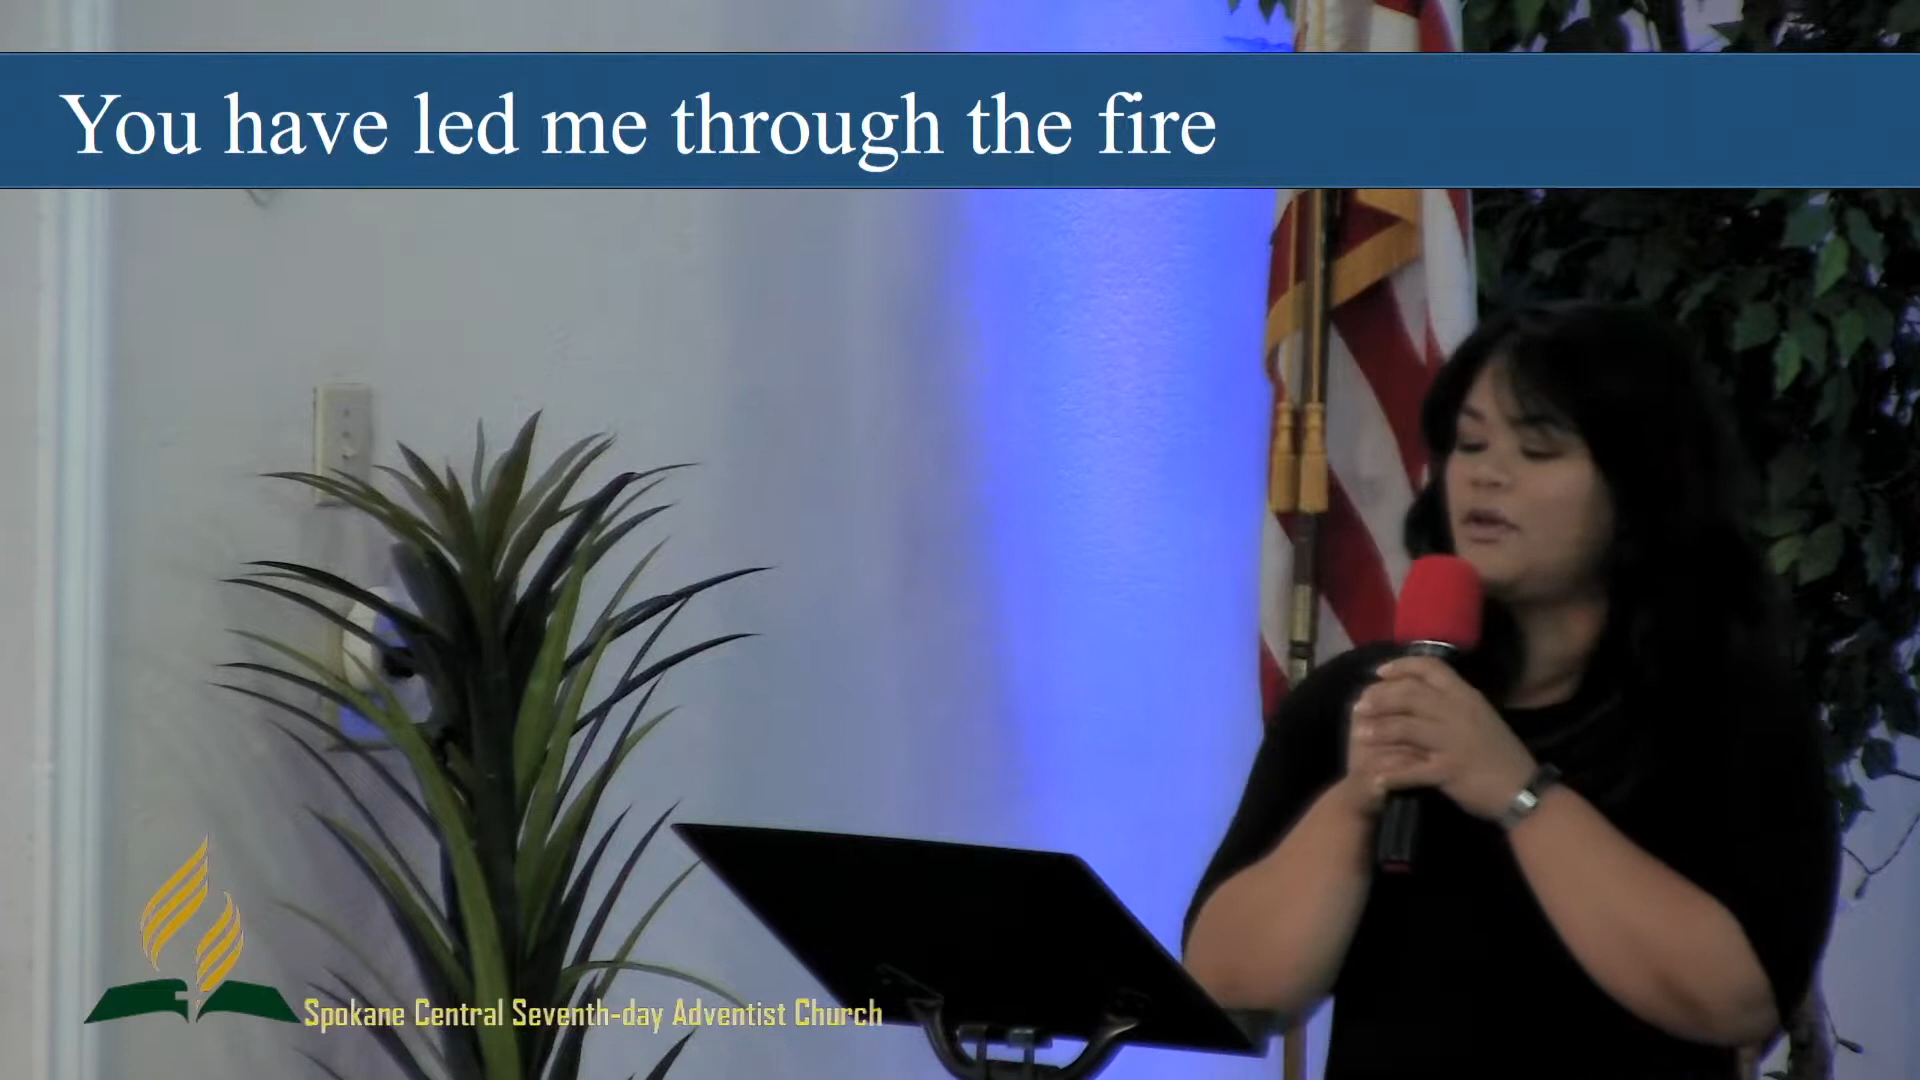 You have led me through the fire
Spokane Central Seventh-day Adventist Church